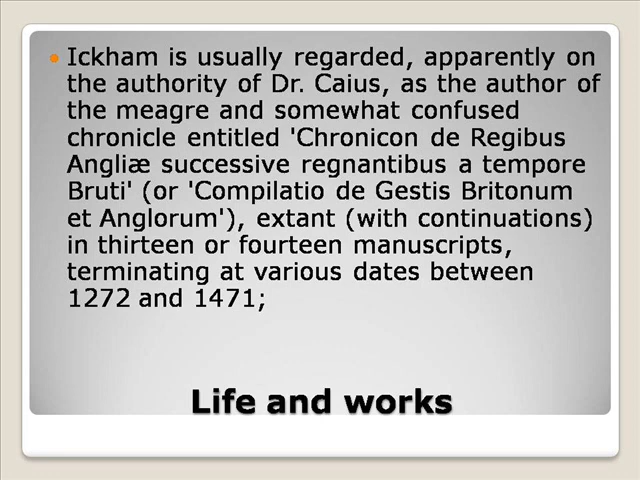 Ickham is usually regarded, apparently on
the authority of Dr. Caius, as the author of
the meagre and somewhat confused
chronicle entitled 'Chronicon de Regibus
Angliæ successive regnantibus a tempore
Bruti' (or 'Compilatio de Gestis Britonum
et Anglorum'), extant (with continuations)
in thirteen or fourteen manuscripts,
terminating at various dates between
1272 and 1471;
Life and works